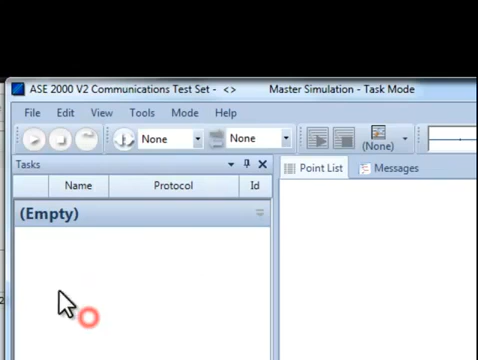 ASE 2000 V2 Communications Test Set - <> Master Simulation - Task Mode
File Edit View Tools Mode Help
None None (None)
Tasks
Point List Messages
Name Protocol Id
(Empty)